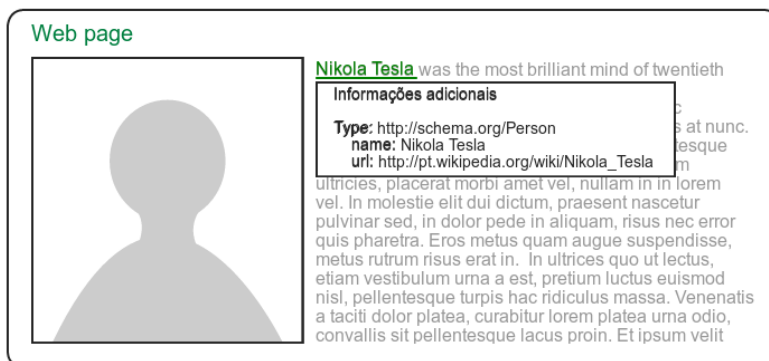 Web page
Nikola Tesla was the most brilliant mind of twentieth
Informações adicionais
Type: http://schema.org/Person
name: Nikola Tesla
url: http://pt.wikipedia.org/wiki/Nikola_Tesla
s at nunc.
ultricies, placerat morbi amet vel, nullam in in lorem
vel. In molestie elit dui dictum, praesent nascetur
pulvinar sed, in dolor pede in aliquam, risus nec error
quis pharetra. Eros metus quam augue suspendisse,
metus rutrum risus erat in. In ultrices quo ut lectus,
etiam vestibulum urna a est, pretium luctus euismod
nisl, pellentesque turpis hac ridiculus massa. Venenatis
a taciti dolor platea, curabitur lorem platea urna odio,
convallis sit pellentesque lacus proin. Et ipsum velit